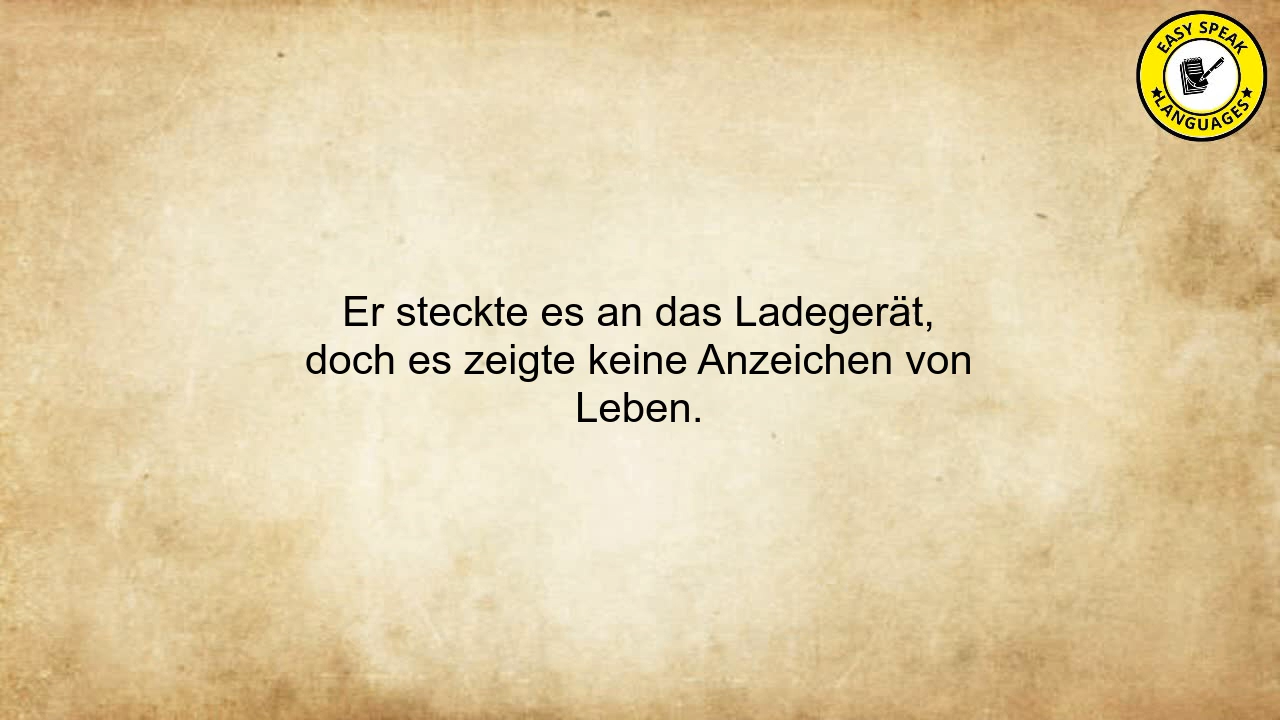 EASY SPEAK
LANGUAGES
Er steckte es an das Ladegerät,
doch es zeigte keine Anzeichen von
Leben.